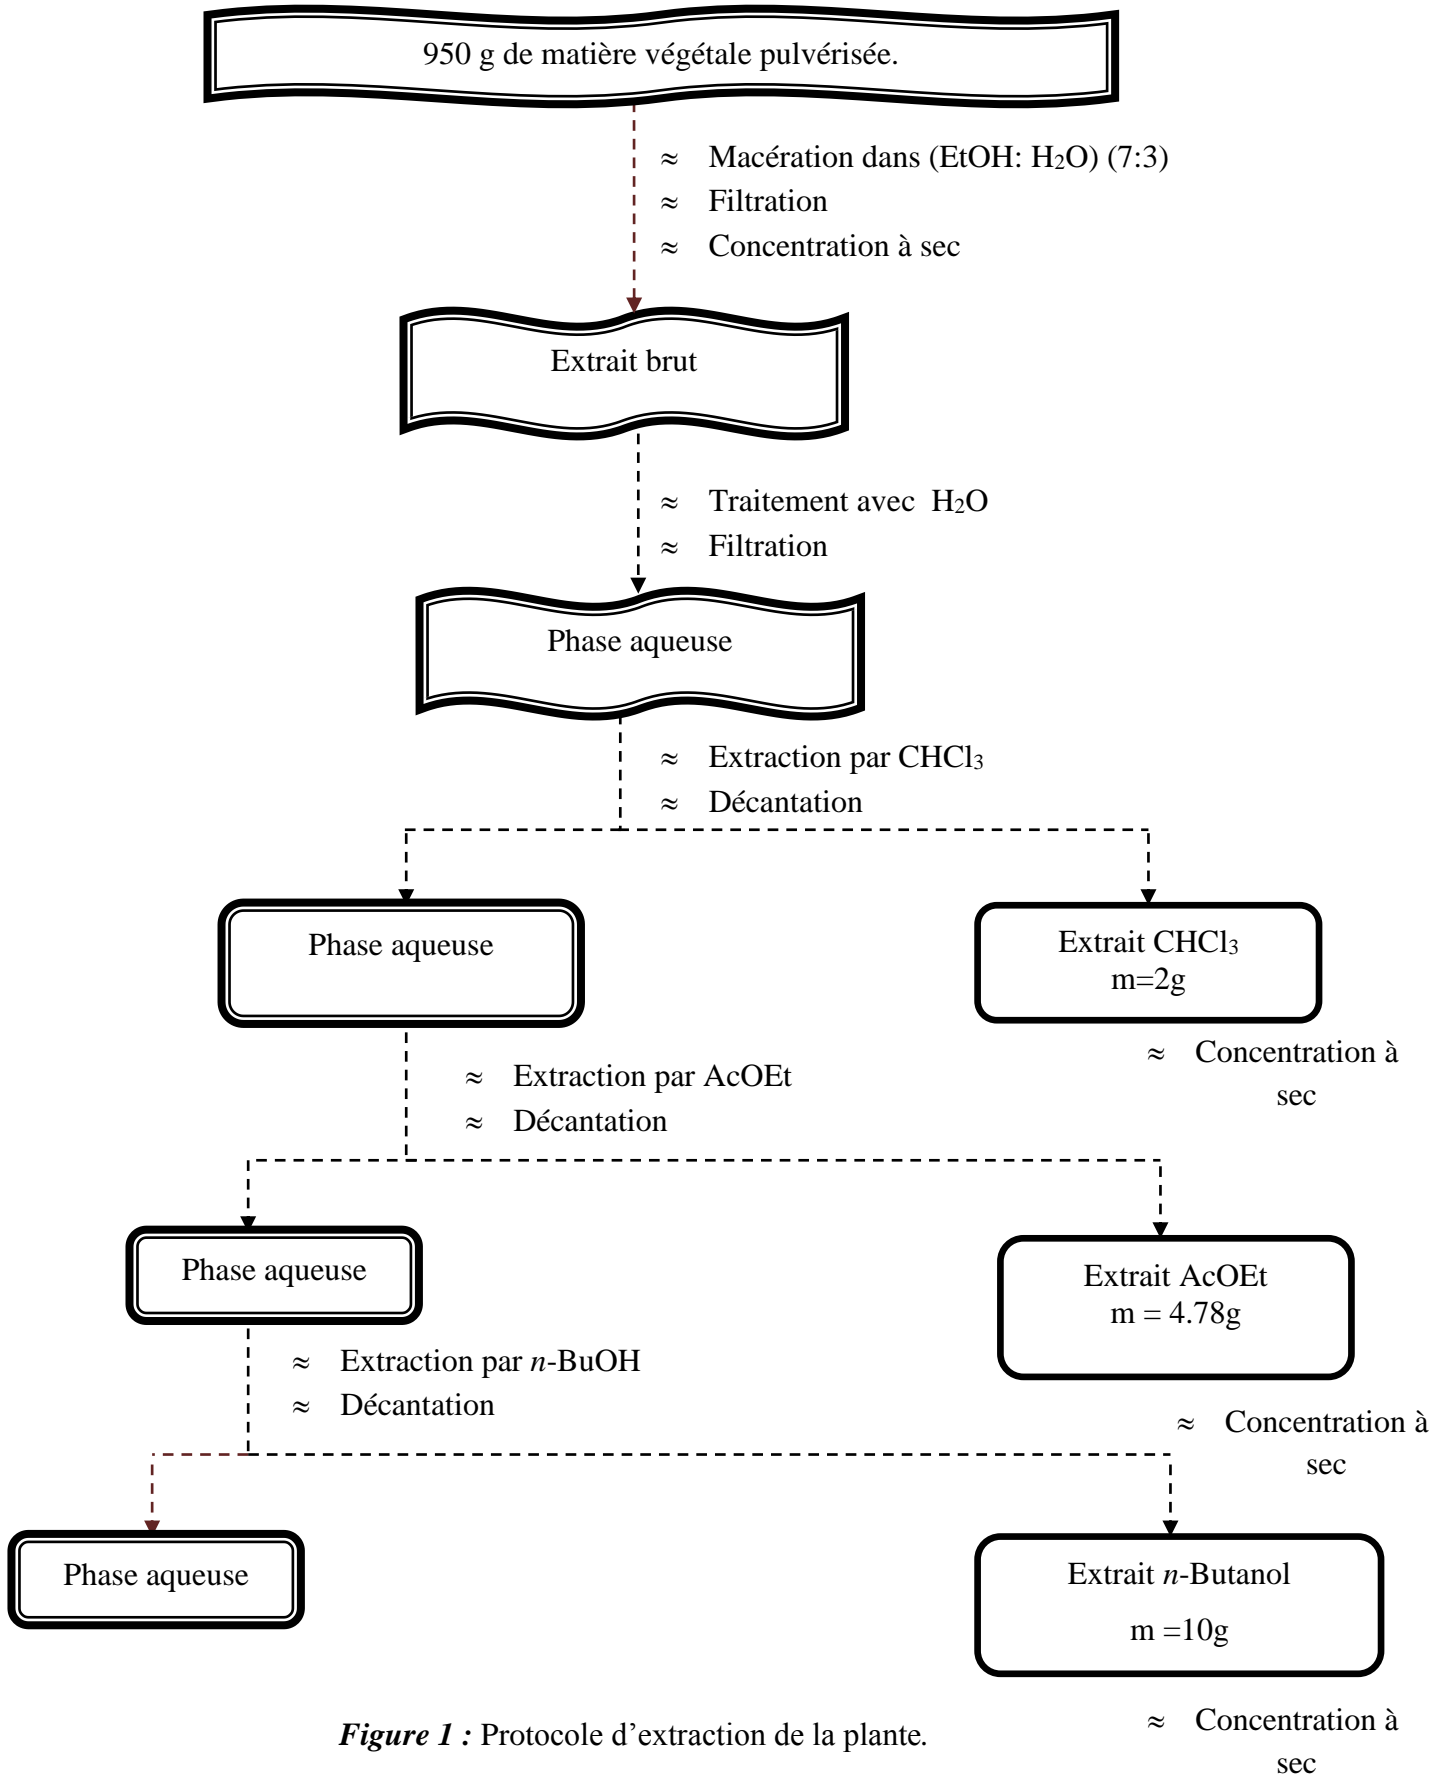 950 g de matière végétale pulvérisée.
≈ Macération dans (EtOH: H₂O) (7:3)
≈ Filtration
≈ Concentration à sec
Extrait brut
≈ Traitement avec H₂O
≈ Filtration
Phase aqueuse
≈ Extraction par CHCl₃
≈ Décantation
Phase aqueuse
Extrait CHCl₃
m=2g
≈ Concentration à
sec
≈ Extraction par AcOEt
≈ Décantation
Phase aqueuse
Extrait AcOEt
m = 4.78g
≈ Concentration à
sec
≈ Extraction par n-BuOH
≈ Décantation
Phase aqueuse
Extrait n-Butanol
m =10g
≈ Concentration à
sec
Figure 1 : Protocole d’extraction de la plante.